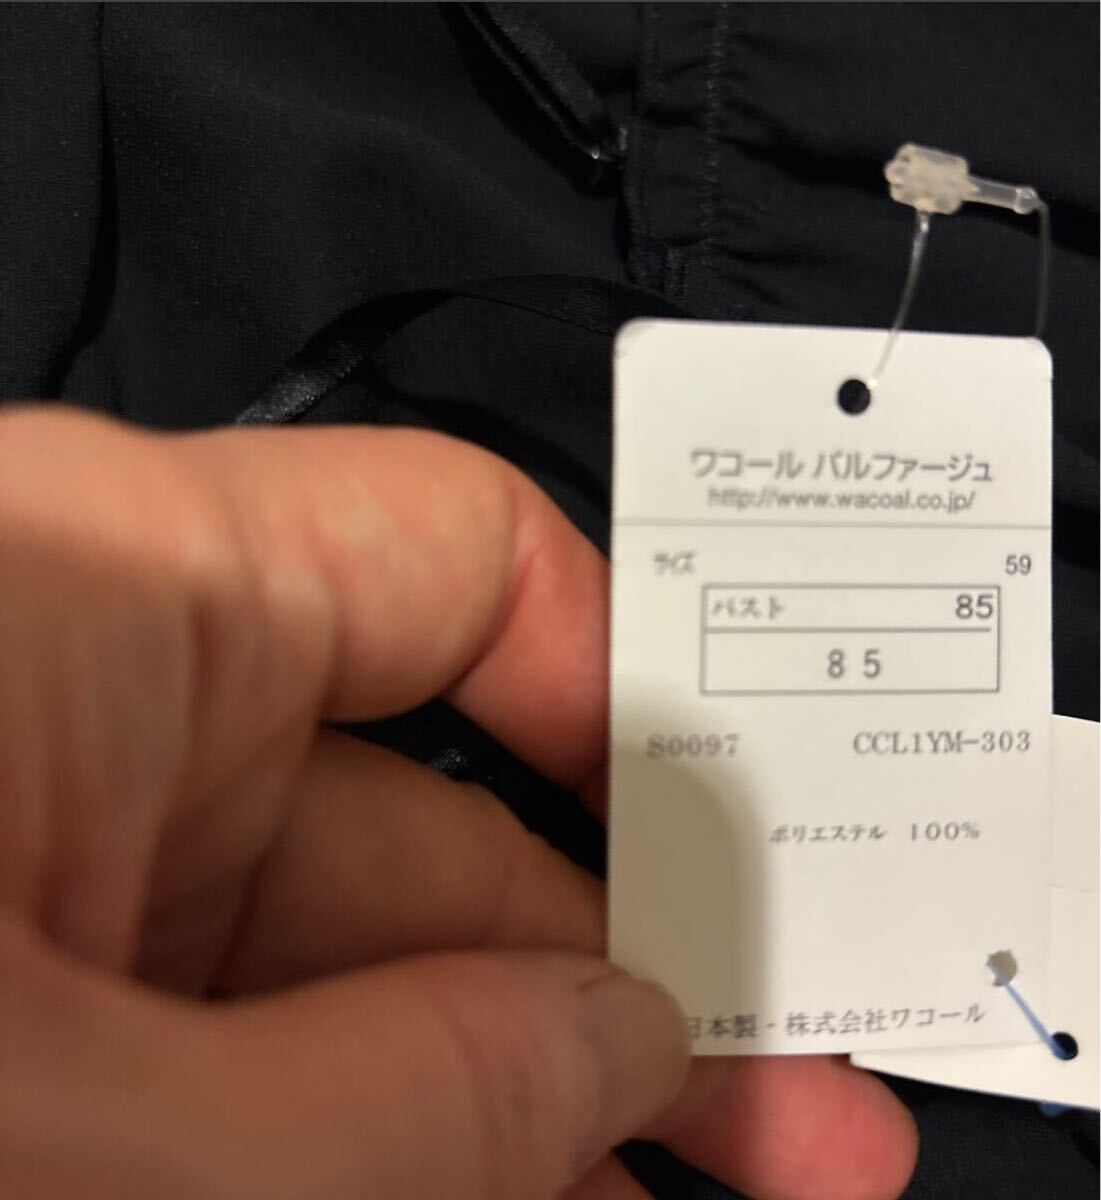 ワコール パルファージュ
http://www.wacoal.co.jp/
サイズ 59
バスト 85
85
S0097 CCL1YM-303
ポリエステル 100%
日本製・株式会社ワコール